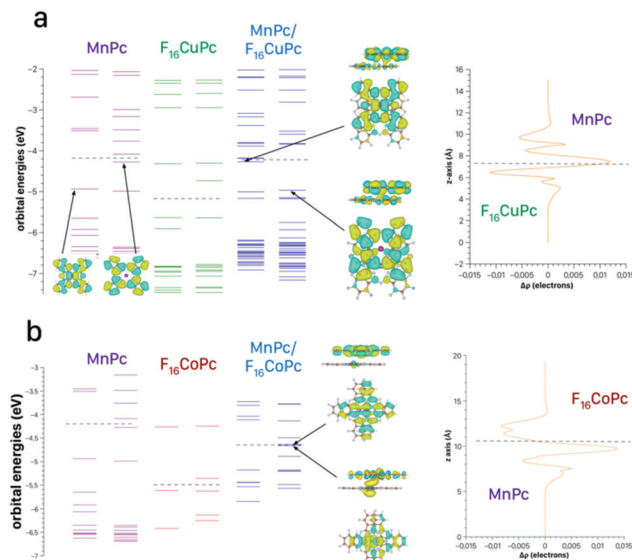 a
MnPc
F16CuPc
MnPc/
F16CuPc
orbital energies (eV)
-2
-3
-4
-5
-6
-7
z-axis (Å)
16
14
12
10
8
6
4
2
0
-2
MnPc
F16CuPc
0,015
0,01
0,005
0
0,005
0,01
0,015
Δρ (electrons)
b
MnPc
F16CoPc
MnPc/
F16CoPc
orbital energies (eV)
-3
-3.5
-4
-4.5
-5
-5.5
-6
-6.5
-7
z axis (Å)
20
15
10
5
0
F16CoPc
MnPc
0,015
0,01
0,005
0
0,005
0,01
0,015
Δρ (electrons)